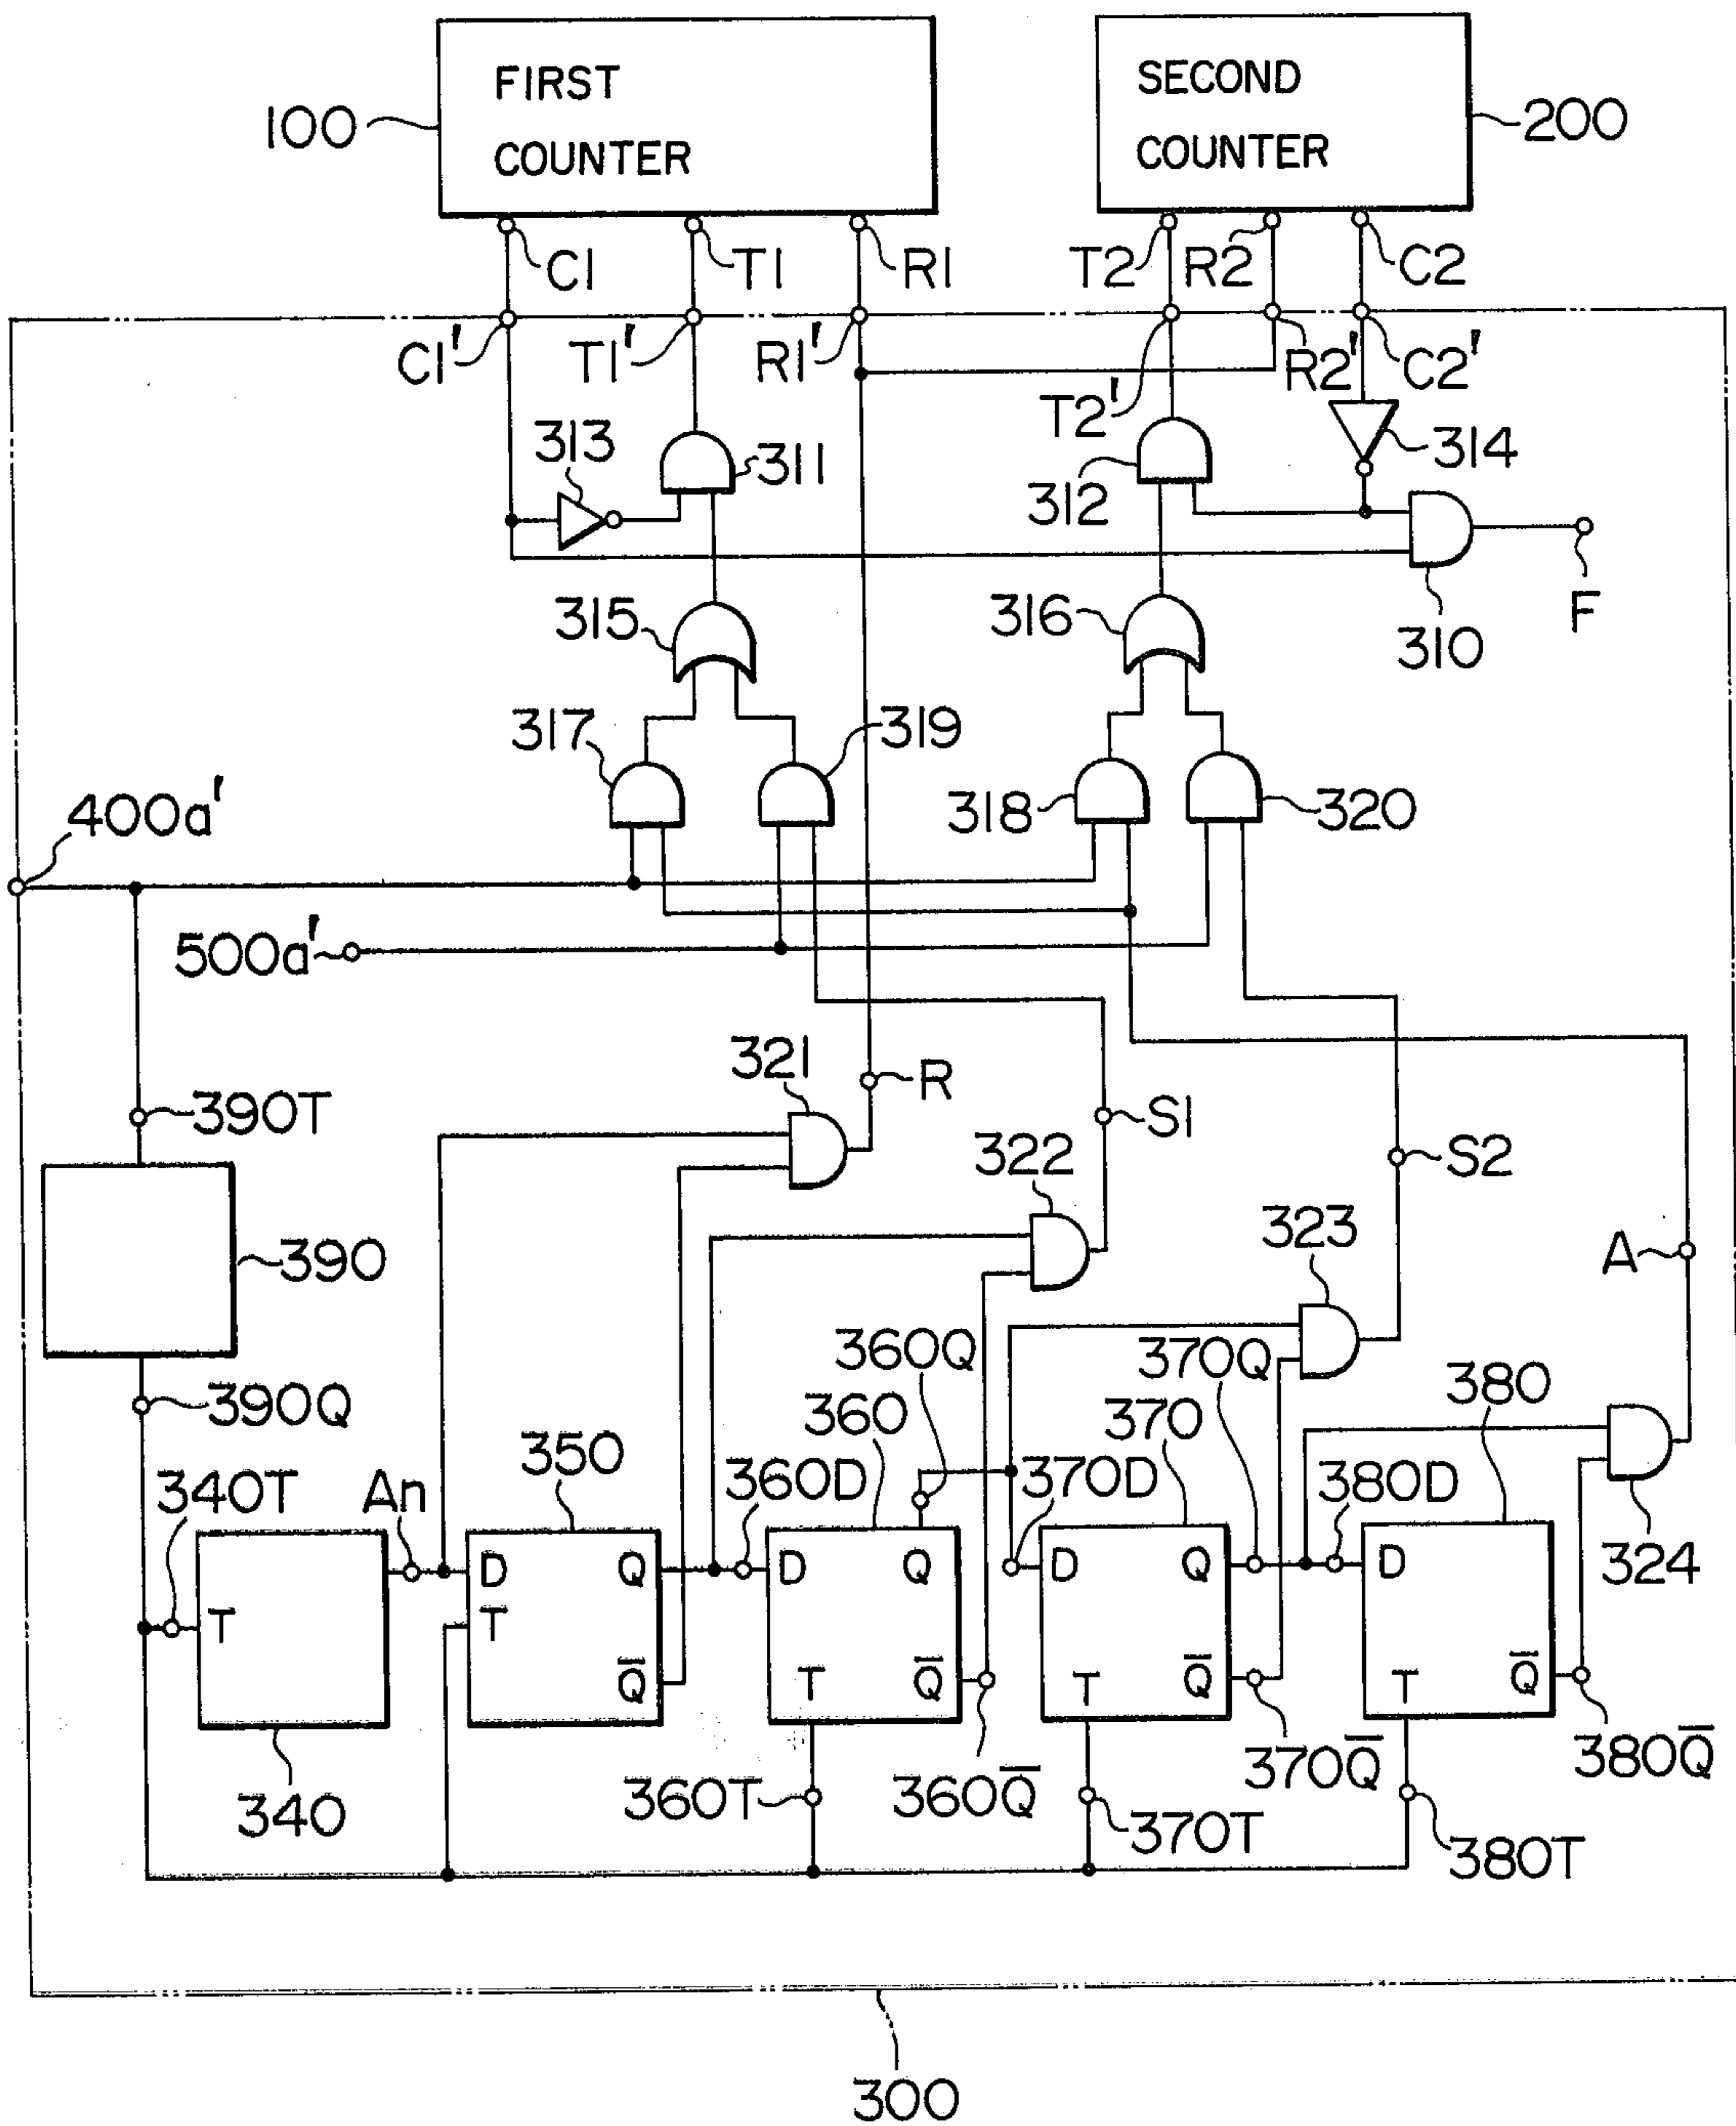 FIRST
COUNTER
SECOND
COUNTER
100
200
C1
T1
R1
T2
R2
C2
C1'
T1'
R1'
T2'
R2'
C2'
313
311
312
314
315
316
310
F
317
319
318
320
400a'
500a'
321
R
S1
390T
322
S2
323
390
A
360Q
370Q
380
390Q
360
370
340T
An
350
360D
370D
380D
324
T
D
Q
T
Q̄
D
Q
T
Q̄
D
Q
T
Q̄
D
T
Q̄
340
360T
360Q̄
370T
370Q̄
380Q̄
380T
300